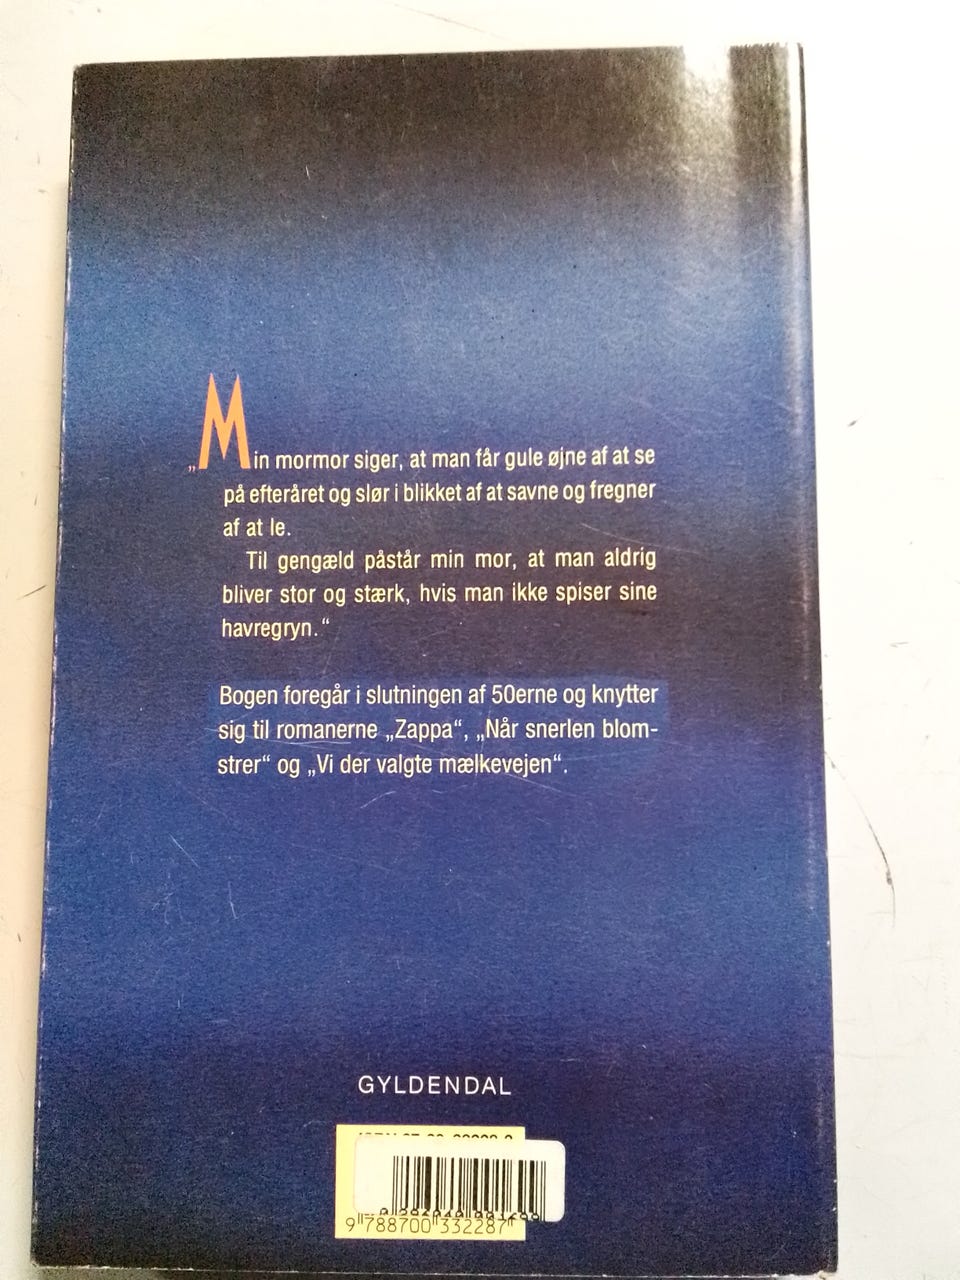 „Min mormor siger, at man får gule øjne af at se
på efteråret og slør i blikket af at savne og fregner
af at le.
Til gengæld påstår min mor, at man aldrig
bliver stor og stærk, hvis man ikke spiser sine
havregryn.“
Bogen foregår i slutningen af 50erne og knytter
sig til romanerne „Zappa“, „Når snerlen blom-
strer“ og „Vi der valgte mælkevejen“.
GYLDENDAL
9 788700 332287